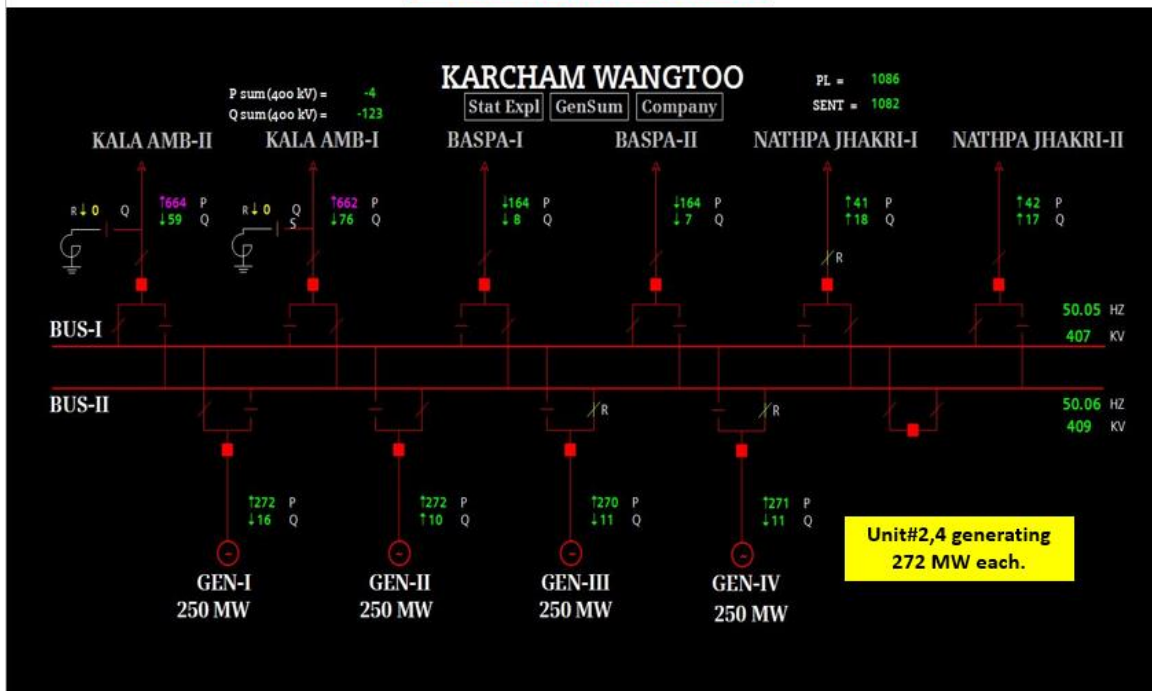 KARCHAM WANGTOO
P sum(400 kV) = -4
Q sum(400 kV) = -123
Stat Expl GenSum Company
PL = 1086
SENT = 1082
KALA AMB-II KALA AMB-I BASPA-I BASPA-II NATHPA JHAKRI-I NATHPA JHAKRI-II
R↓0 Q ↑664 P R↓0 Q ↑662 P ↓164 P ↓164 P ↑41 P ↑42 P
↓59 Q S ↓76 Q ↓8 Q ↓7 Q ↑18 Q ↑17 Q
R
BUS-I 50.05 HZ
407 KV
BUS-II 50.06 HZ
R R 409 KV
↑272 P ↑272 P ↑270 P ↑271 P
↓16 Q ↑10 Q ↓11 Q ↓11 Q
Unit#2,4 generating
272 MW each.
GEN-I GEN-II GEN-III GEN-IV
250 MW 250 MW 250 MW 250 MW